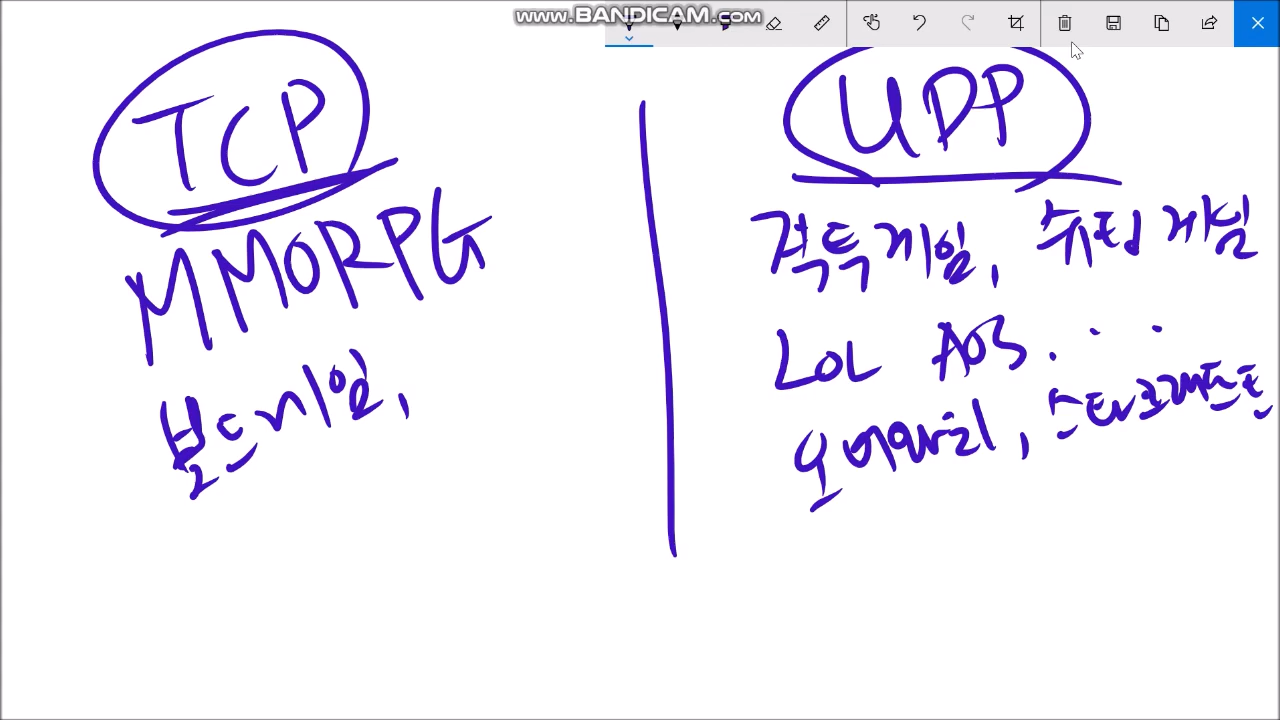 www.BANDICAM.com
TCP
MMORPG
볼드게임,
UDP
격투게임, 슈팅게임
LOL AOS. . .
오버워치, 스타크래프트